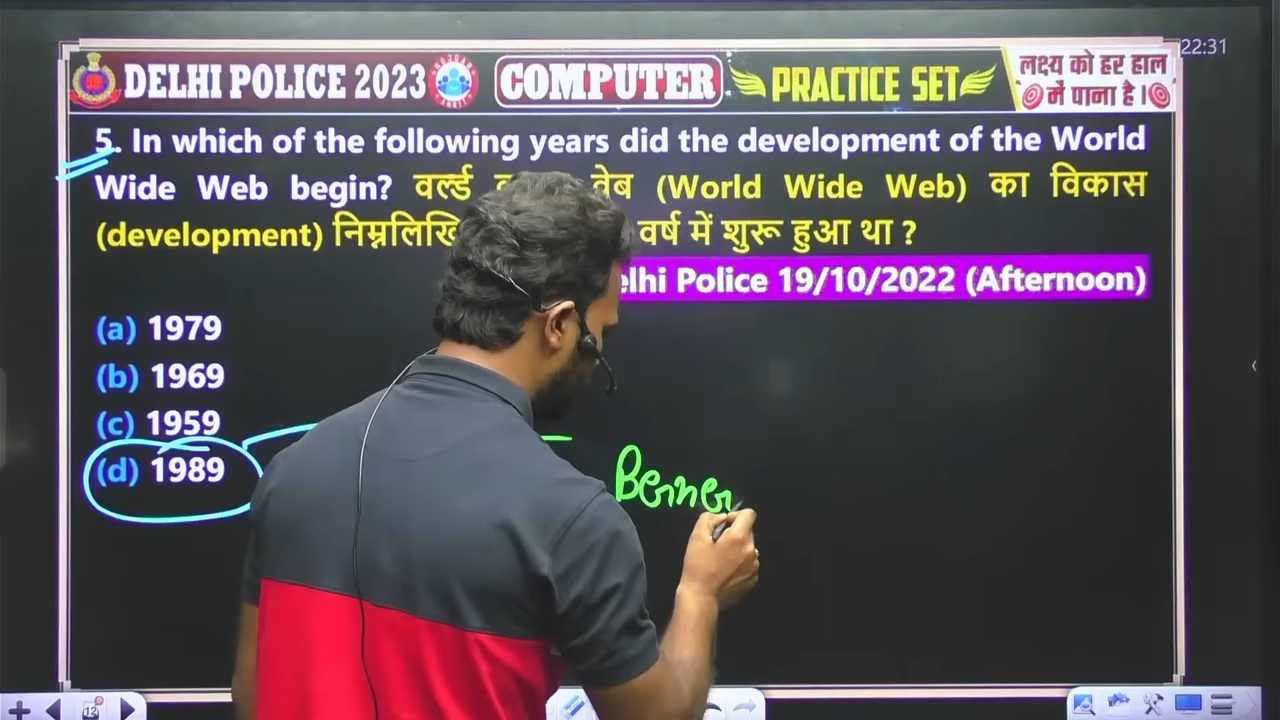 22:31
DELHI POLICE 2023 COMPUTER PRACTICE SET लक्ष्य को हर हाल
में पाना है।
5. In which of the following years did the development of the World
Wide Web begin? वर्ल्ड वेब (World Wide Web) का विकास
(development) वर्ष में शुरू हुआ था ?
Police 19/10/2022 (Afternoon)
(a) 1979
(b) 1969
(c) 1959
(d) 1989
Berner
12